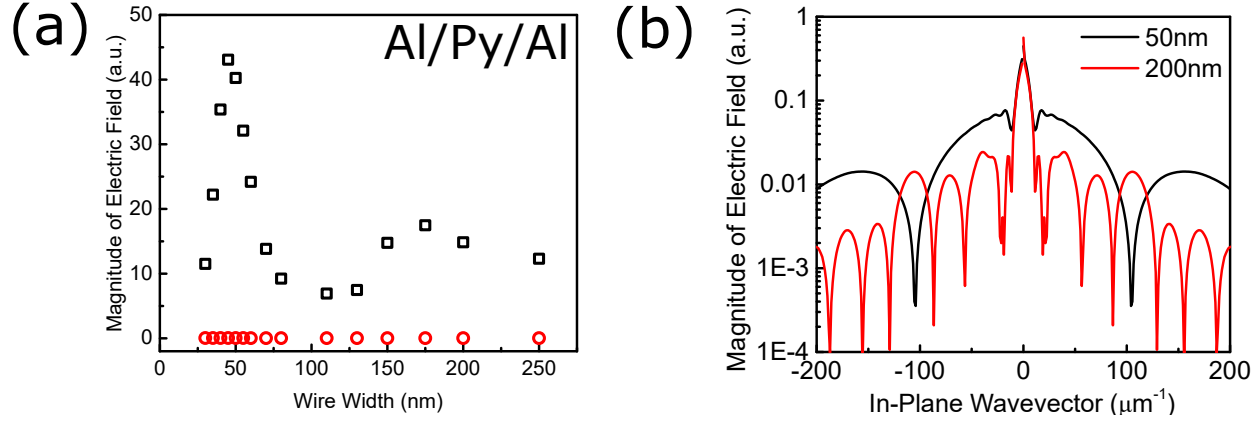 (a)
Al/Py/Al
Magnitude of Electric Field (a.u.)
50
40
30
20
10
0
0
50
100
150
200
250
Wire Width (nm)
(b)
50nm
200nm
Magnitude of Electric Field (a.u.)
1
0.1
0.01
1E-3
1E-4
-200
-100
0
100
200
In-Plane Wavevector (μm⁻¹)